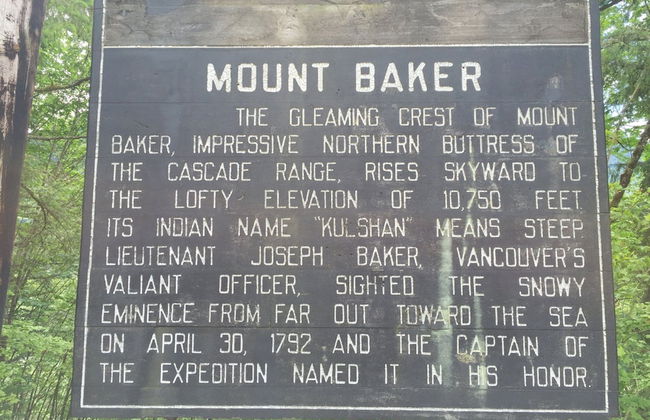 MOUNT BAKER
THE GLEAMING CREST OF MOUNT
BAKER, IMPRESSIVE NORTHERN BUTTRESS OF
THE CASCADE RANGE, RISES SKYWARD TO
THE LOFTY ELEVATION OF 10,750 FEET.
ITS INDIAN NAME "KULSHAN" MEANS STEEP.
LIEUTENANT JOSEPH BAKER, VANCOUVER'S
VALIANT OFFICER, SIGHTED THE SNOWY
EMINENCE FROM FAR OUT TOWARD THE SEA
ON APRIL 30, 1792 AND THE CAPTAIN OF
THE EXPEDITION NAMED IT IN HIS HONOR.